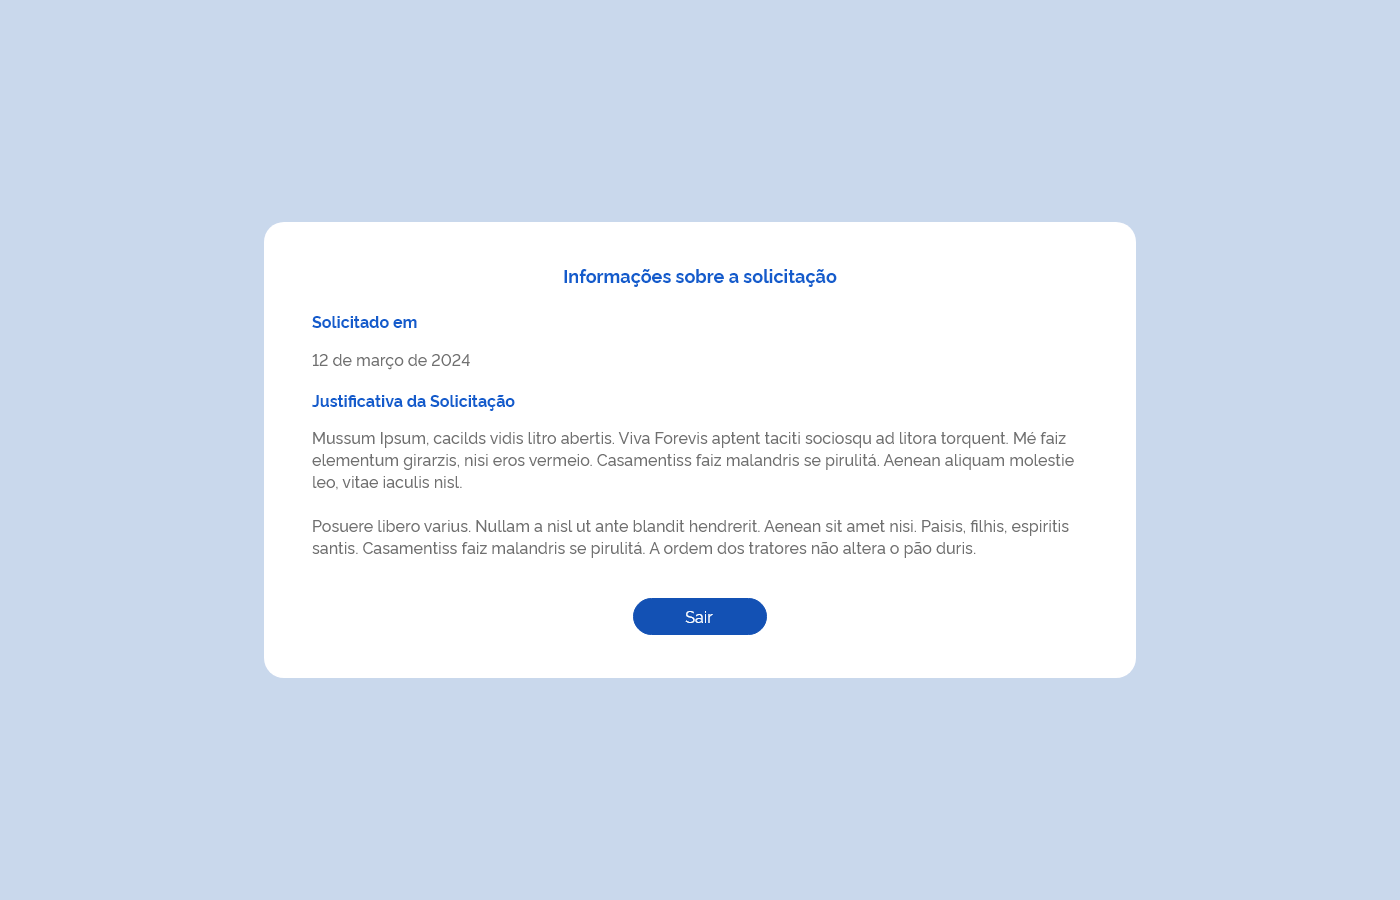 Informações sobre a solicitação
Solicitado em
12 de março de 2024
Justificativa da Solicitação
Mussum Ipsum, cacilds vidis litro abertis. Viva Forevis aptent taciti sociosqu ad litora torquent. Mé faiz
elementum girarzis, nisi eros vermeio. Casamentiss faiz malandris se pirulitá. Aenean aliquam molestie
leo, vitae iaculis nisl.
Posuere libero varius. Nullam a nisl ut ante blandit hendrerit. Aenean sit amet nisi. Paisis, filhis, espiritis
santis. Casamentiss faiz malandris se pirulitá. A ordem dos tratores não altera o pão duris.
Sair